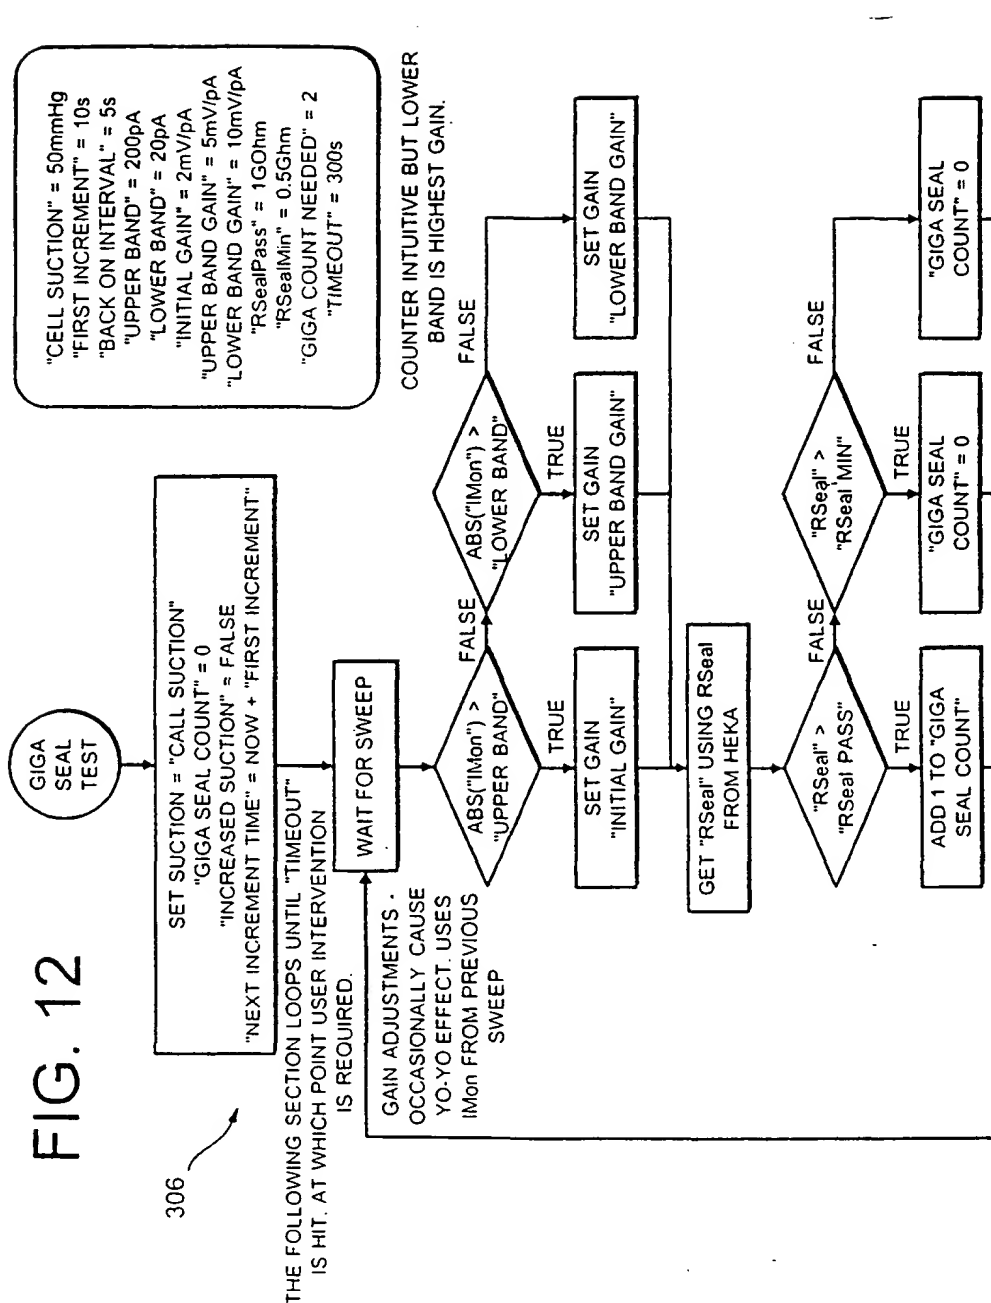 FIG. 12
306
GIGA
SEAL
TEST
SET SUCTION = "CALL SUCTION"
"GIGA SEAL COUNT" = 0
"INCREASED SUCTION" = FALSE
"NEXT INCREMENT TIME" = NOW + "FIRST INCREMENT"
"CELL SUCTION" = 50mmHg
"FIRST INCREMENT" = 10s
"BACK ON INTERVAL" = 5s
"UPPER BAND" = 200pA
"LOWER BAND" = 20pA
"INITIAL GAIN" = 2mV/pA
"UPPER BAND GAIN" = 5mV/pA
"LOWER BAND GAIN" = 10mV/pA
"RSealPass" = 1GOhm
"RSealMin" = 0.5Ghm
"GIGA COUNT NEEDED" = 2
"TIMEOUT" = 300s
THE FOLLOWING SECTION LOOPS UNTIL "TIMEOUT"
IS HIT. AT WHICH POINT USER INTERVENTION
IS REQUIRED.
WAIT FOR SWEEP
GAIN ADJUSTMENTS -
OCCASIONALLY CAUSE
YO-YO EFFECT. USES
IMon FROM PREVIOUS
SWEEP
COUNTER INTUITIVE BUT LOWER
BAND IS HIGHEST GAIN.
ABS("IMon") >
"UPPER BAND"
FALSE
ABS("IMon") >
"LOWER BAND"
FALSE
TRUE
TRUE
SET GAIN
"INITIAL GAIN"
SET GAIN
"UPPER BAND GAIN"
SET GAIN
"LOWER BAND GAIN"
GET "RSeal" USING RSeal
FROM HEKA
"RSeal" >
"RSeal PASS"
FALSE
"RSeal" >
"RSeal MIN"
FALSE
TRUE
TRUE
ADD 1 TO "GIGA
SEAL COUNT"
"GIGA SEAL
COUNT" = 0
"GIGA SEAL
COUNT" = 0